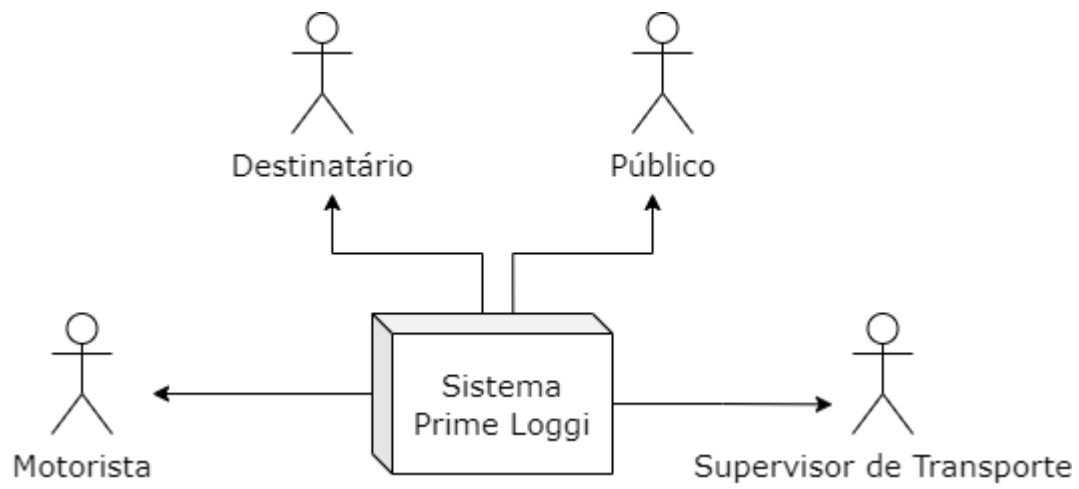 Destinatário
Público
Sistema
Prime Loggi
Motorista
Supervisor de Transporte